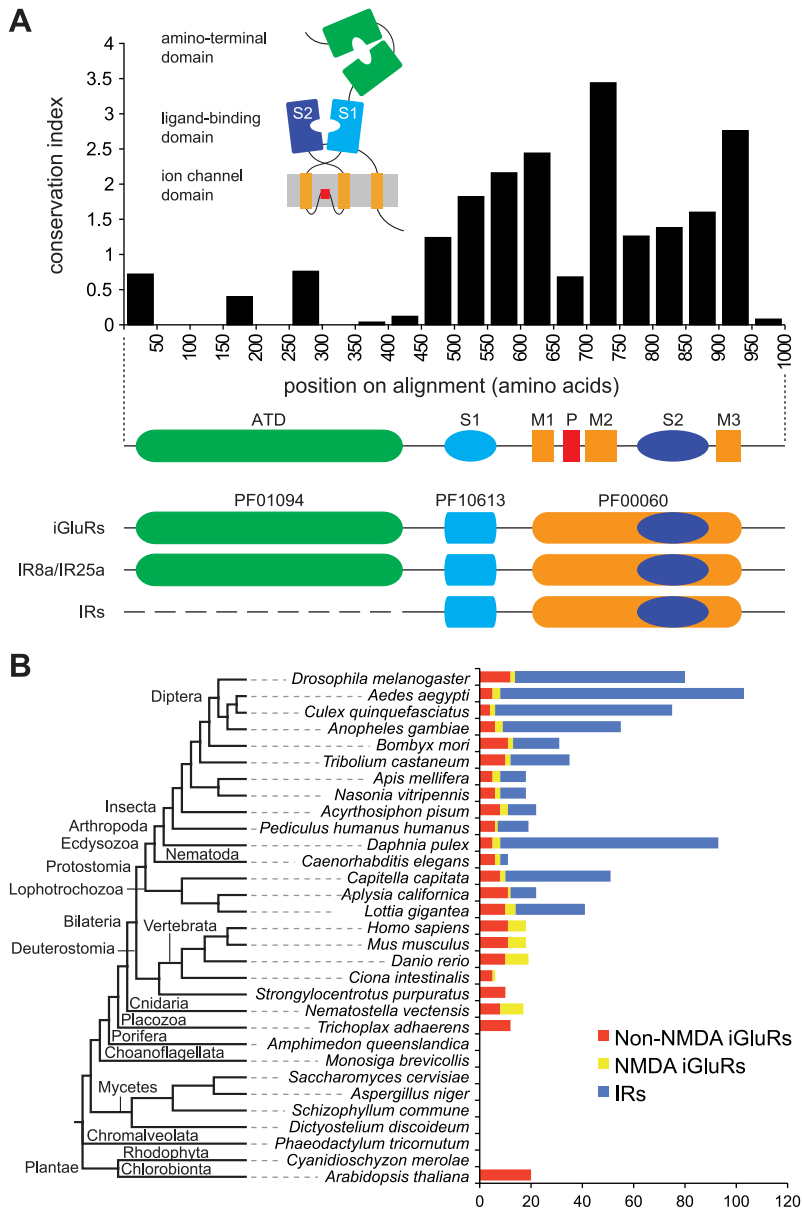 A
amino-terminal
domain
ligand-binding
domain
ion channel
domain
S2
S1
conservation index
4
3.5
3
2.5
2
1.5
1
0.5
0
50
100
150
200
250
300
350
400
450
500
550
600
650
700
750
800
850
900
950
1000
position on alignment (amino acids)
ATD
S1
M1
P
M2
S2
M3
PF01094
PF10613
PF00060
iGluRs
IR8a/IR25a
IRs
B
Diptera
Insecta
Arthropoda
Ecdysozoa
Nematoda
Protostomia
Lophotrochozoa
Bilateria
Vertebrata
Deuterostomia
Cnidaria
Placozoa
Porifera
Choanoflagellata
Mycetes
Chromalveolata
Rhodophyta
Plantae
Chlorobionta
Drosophila melanogaster
Aedes aegypti
Culex quinquefasciatus
Anopheles gambiae
Bombyx mori
Tribolium castaneum
Apis mellifera
Nasonia vitripennis
Acyrthosiphon pisum
Pediculus humanus humanus
Daphnia pulex
Caenorhabditis elegans
Capitella capitata
Aplysia californica
Lottia gigantea
Homo sapiens
Mus musculus
Danio rerio
Ciona intestinalis
Strongylocentrotus purpuratus
Nematostella vectensis
Trichoplax adhaerens
Amphimedon queenslandica
Monosiga brevicollis
Saccharomyces cervisiae
Aspergillus niger
Schizophyllum commune
Dictyostelium discoideum
Phaeodactylum tricornutum
Cyanidioschyzon merolae
Arabidopsis thaliana
Non-NMDA iGluRs
NMDA iGluRs
IRs
0
20
40
60
80
100
120